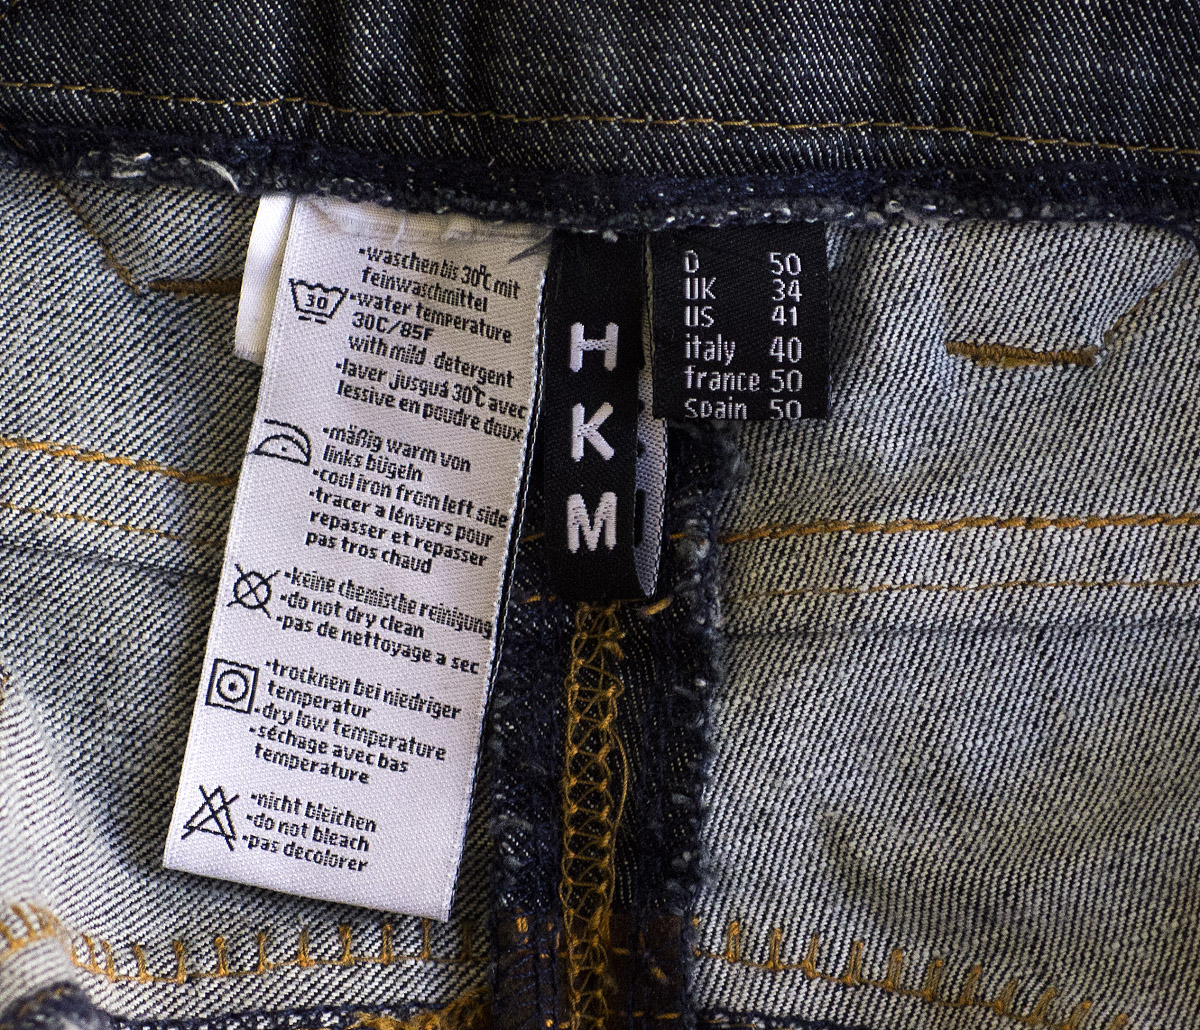 •waschen bis 30°C mit
feinwaschmittel
30
•water temperature
30C/85F
with mild detergent
•laver jusguá 30°C avec
lessive en poudre doux
•mäßig warm von
links bügeln
•cool iron from left side
•tracer a lénvers pour
repasser et repasser
pas tros chaud
•keine chemische reinigung
•do not dry clean
•pas de nettoyage a sec
•trocknen bei niedriger
temperatur
•dry low temperature
•séchage avec bas
temperature
•nicht bleichen
•do not bleach
•pas decolorer
H
K
M
D 50
UK 34
US 41
italy 40
france 50
Spain 50